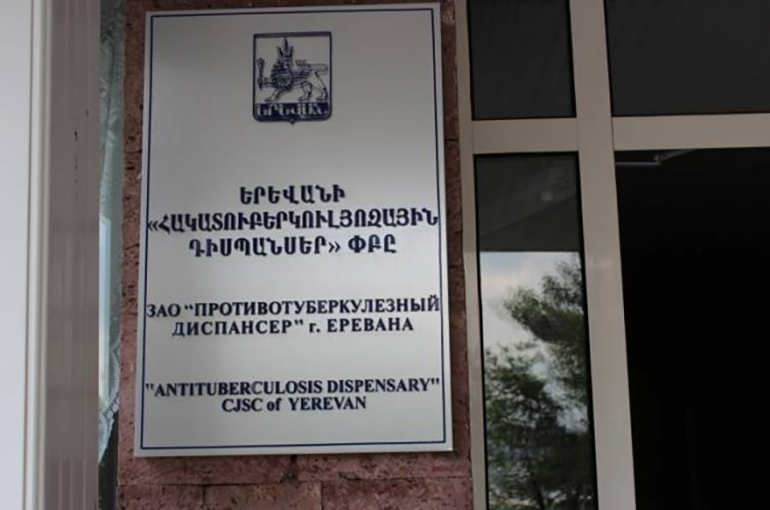 ԵՐԵՎԱՆ
ԵՐԵՎԱՆԻ
«ՀԱԿԱՏՈՒԲԵՐԿՈՒԼՅՈԶԱՅԻՆ
ԴԻՍՊԱՆՍԵՐ» ՓԲԸ
ЗАО "ПРОТИВОТУБЕРКУЛЕЗНЫЙ
ДИСПАНСЕР" г. ЕРЕВАНА
"ANTITUBERCULOSIS DISPENSARY"
CJSC of YEREVAN